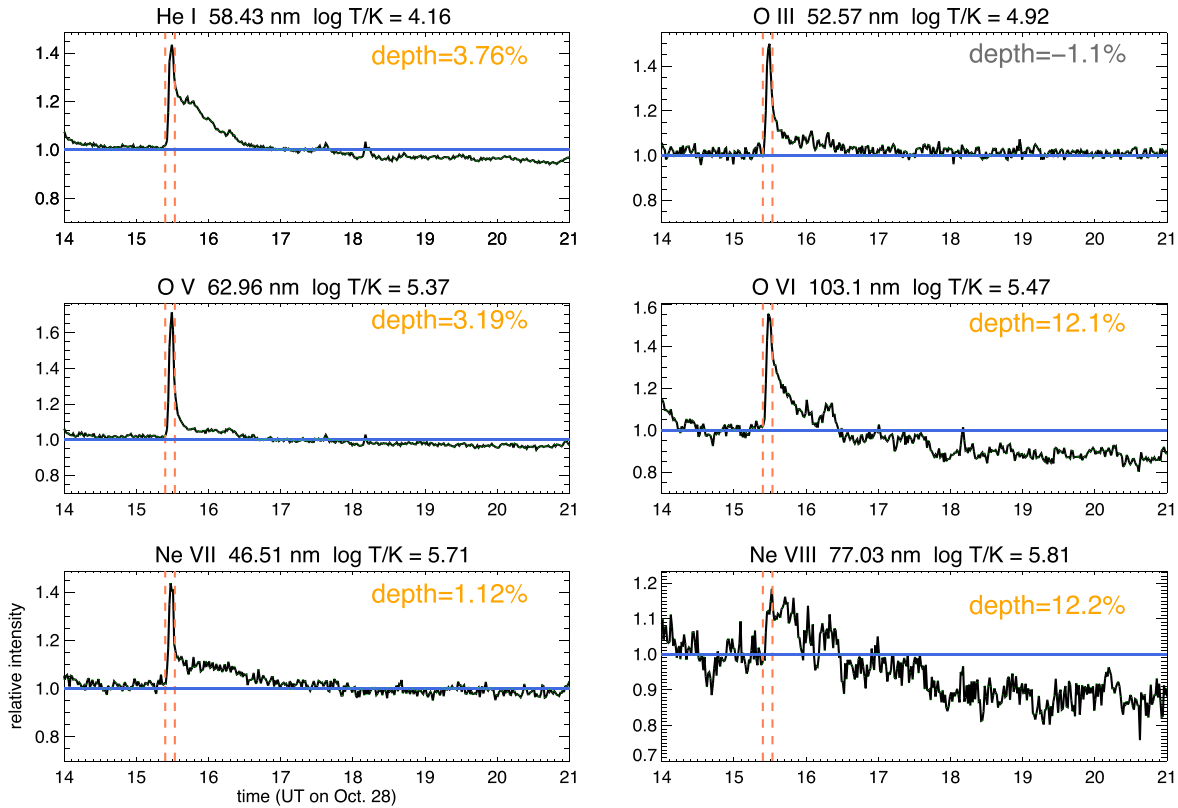 He I  58.43 nm  log T/K = 4.16
depth=3.76%
1.4
1.2
1.0
0.8
14 15 16 17 18 19 20 21
O III  52.57 nm  log T/K = 4.92
depth=−1.1%
1.4
1.2
1.0
0.8
14 15 16 17 18 19 20 21
O V  62.96 nm  log T/K = 5.37
depth=3.19%
1.6
1.4
1.2
1.0
0.8
14 15 16 17 18 19 20 21
O VI  103.1 nm  log T/K = 5.47
depth=12.1%
1.6
1.4
1.2
1.0
0.8
14 15 16 17 18 19 20 21
Ne VII  46.51 nm  log T/K = 5.71
depth=1.12%
relative intensity
1.4
1.2
1.0
0.8
14 15 16 17 18 19 20 21
time (UT on Oct. 28)
Ne VIII  77.03 nm  log T/K = 5.81
depth=12.2%
1.2
1.1
1.0
0.9
0.8
0.7
14 15 16 17 18 19 20 21